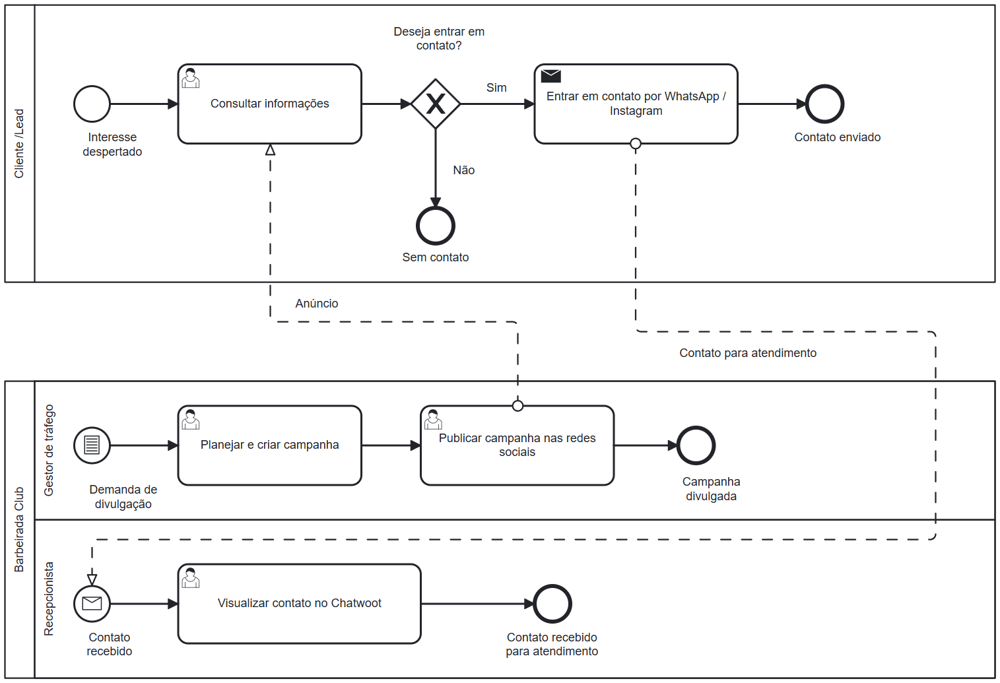 Cliente /Lead
Deseja entrar em
contato?
Consultar informações
Sim
Entrar em contato por WhatsApp /
Instagram
Interesse
despertado
Contato enviado
Não
Sem contato
Anúncio
Contato para atendimento
Barbeirada Club
Gestor de tráfego
Planejar e criar campanha
Publicar campanha nas redes
sociais
Demanda de
divulgação
Campanha
divulgada
Recepcionista
Visualizar contato no Chatwoot
Contato
recebido
Contato recebido
para atendimento